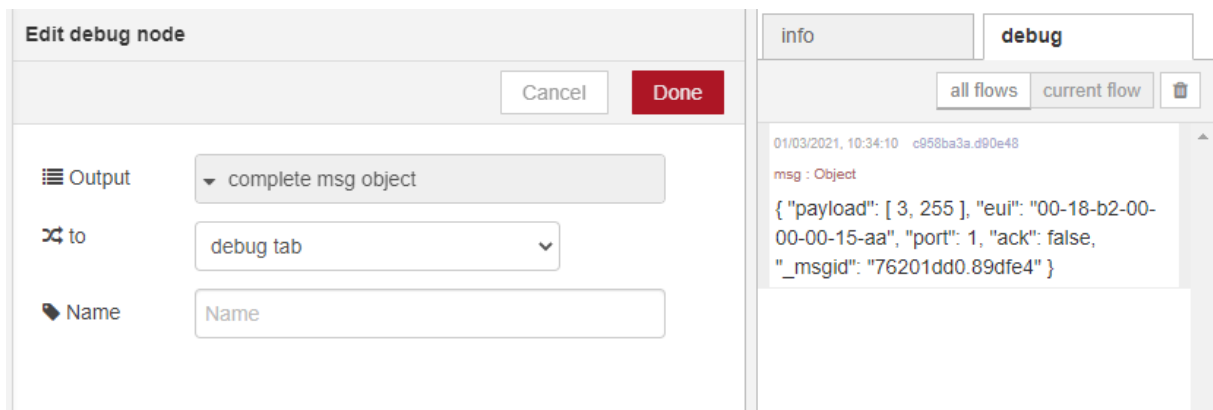 Edit debug node
Cancel
Done
Output
complete msg object
to
debug tab
Name
Name
info
debug
all flows
current flow
01/03/2021, 10:34:10 c958ba3a.d90e48
msg : Object
{ "payload": [ 3, 255 ], "eui": "00-18-b2-00-
00-00-15-aa", "port": 1, "ack": false,
"_msgid": "76201dd0.89dfe4" }